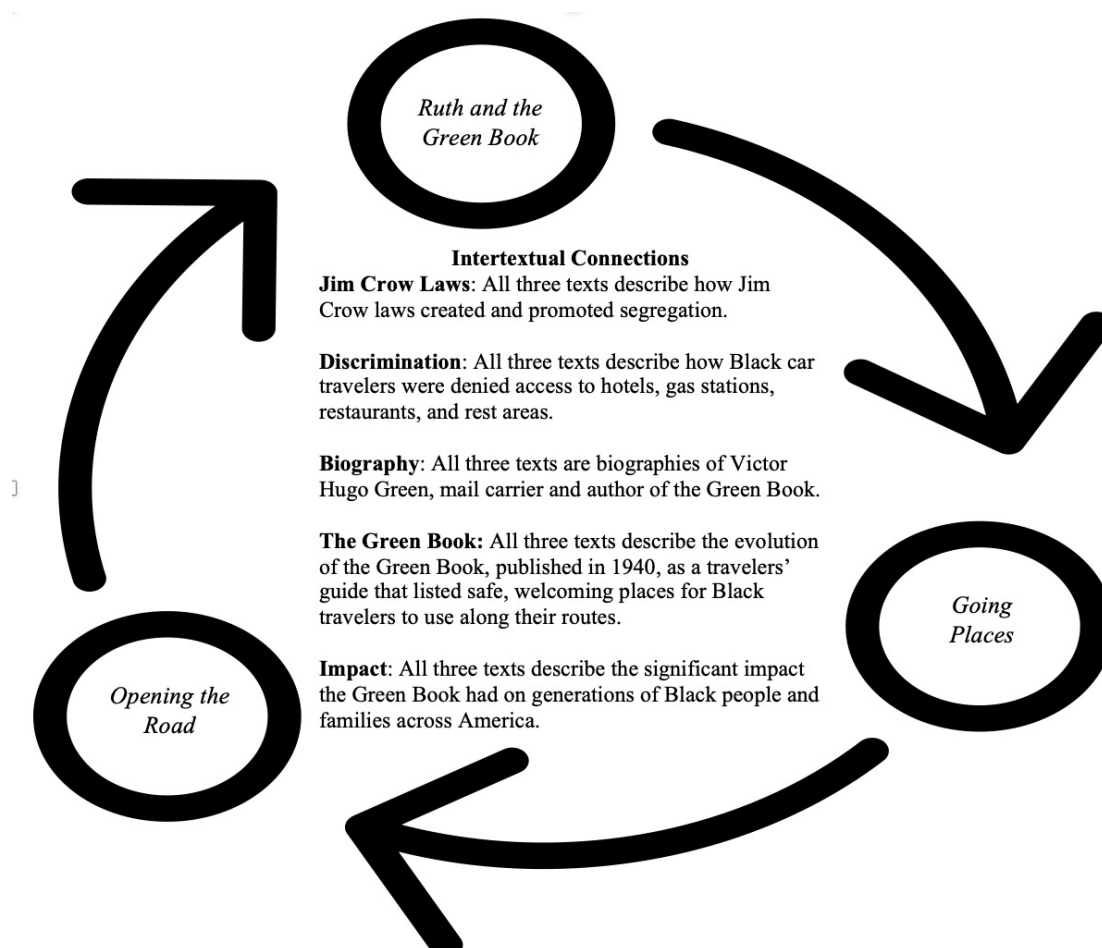 Ruth and the
Green Book
Intertextual Connections
Jim Crow Laws: All three texts describe how Jim
Crow laws created and promoted segregation.
Discrimination: All three texts describe how Black car
travelers were denied access to hotels, gas stations,
restaurants, and rest areas.
Biography: All three texts are biographies of Victor
Hugo Green, mail carrier and author of the Green Book.
The Green Book: All three texts describe the evolution
of the Green Book, published in 1940, as a travelers’
guide that listed safe, welcoming places for Black
travelers to use along their routes.
Impact: All three texts describe the significant impact
the Green Book had on generations of Black people and
families across America.
Going
Places
Opening the
Road